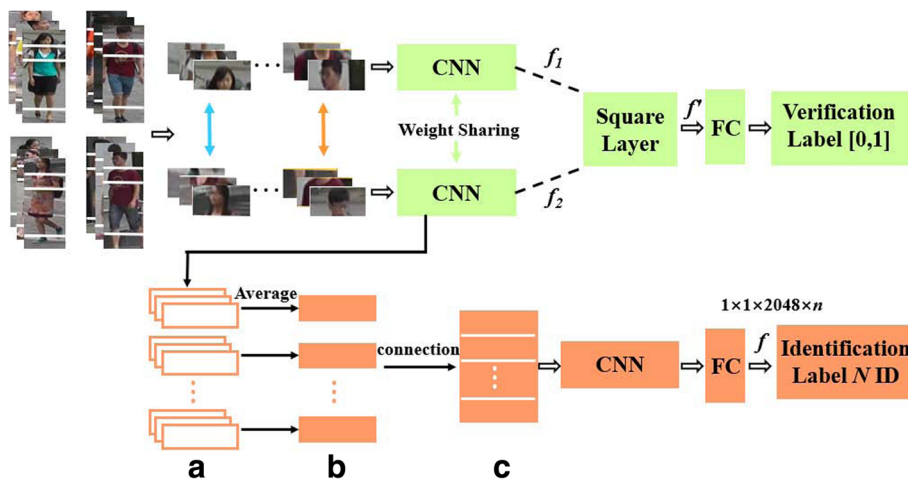 CNN
f1
Weight Sharing
Square
Layer
f'
FC
Verification
Label [0,1]
CNN
f2
Average
connection
1×1×2048×n
CNN
FC
f
Identification
Label N ID
a
b
c